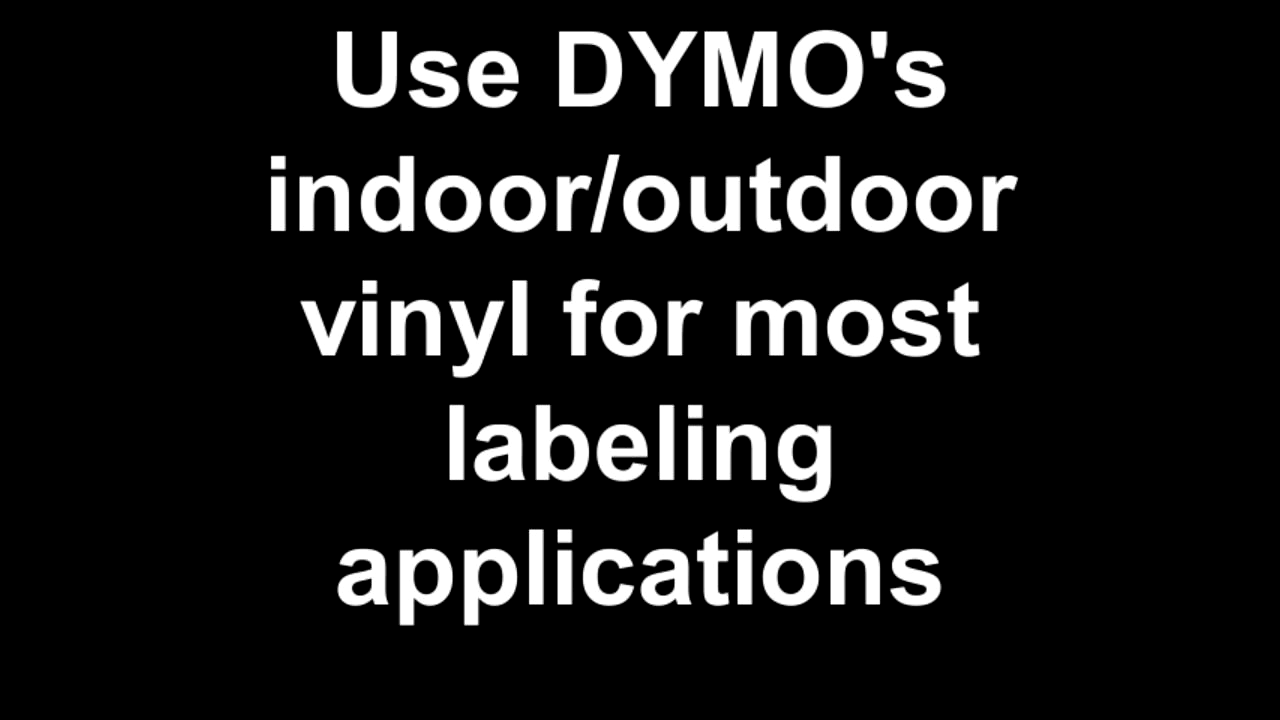 Use DYMO's
indoor/outdoor
vinyl for most
labeling
applications